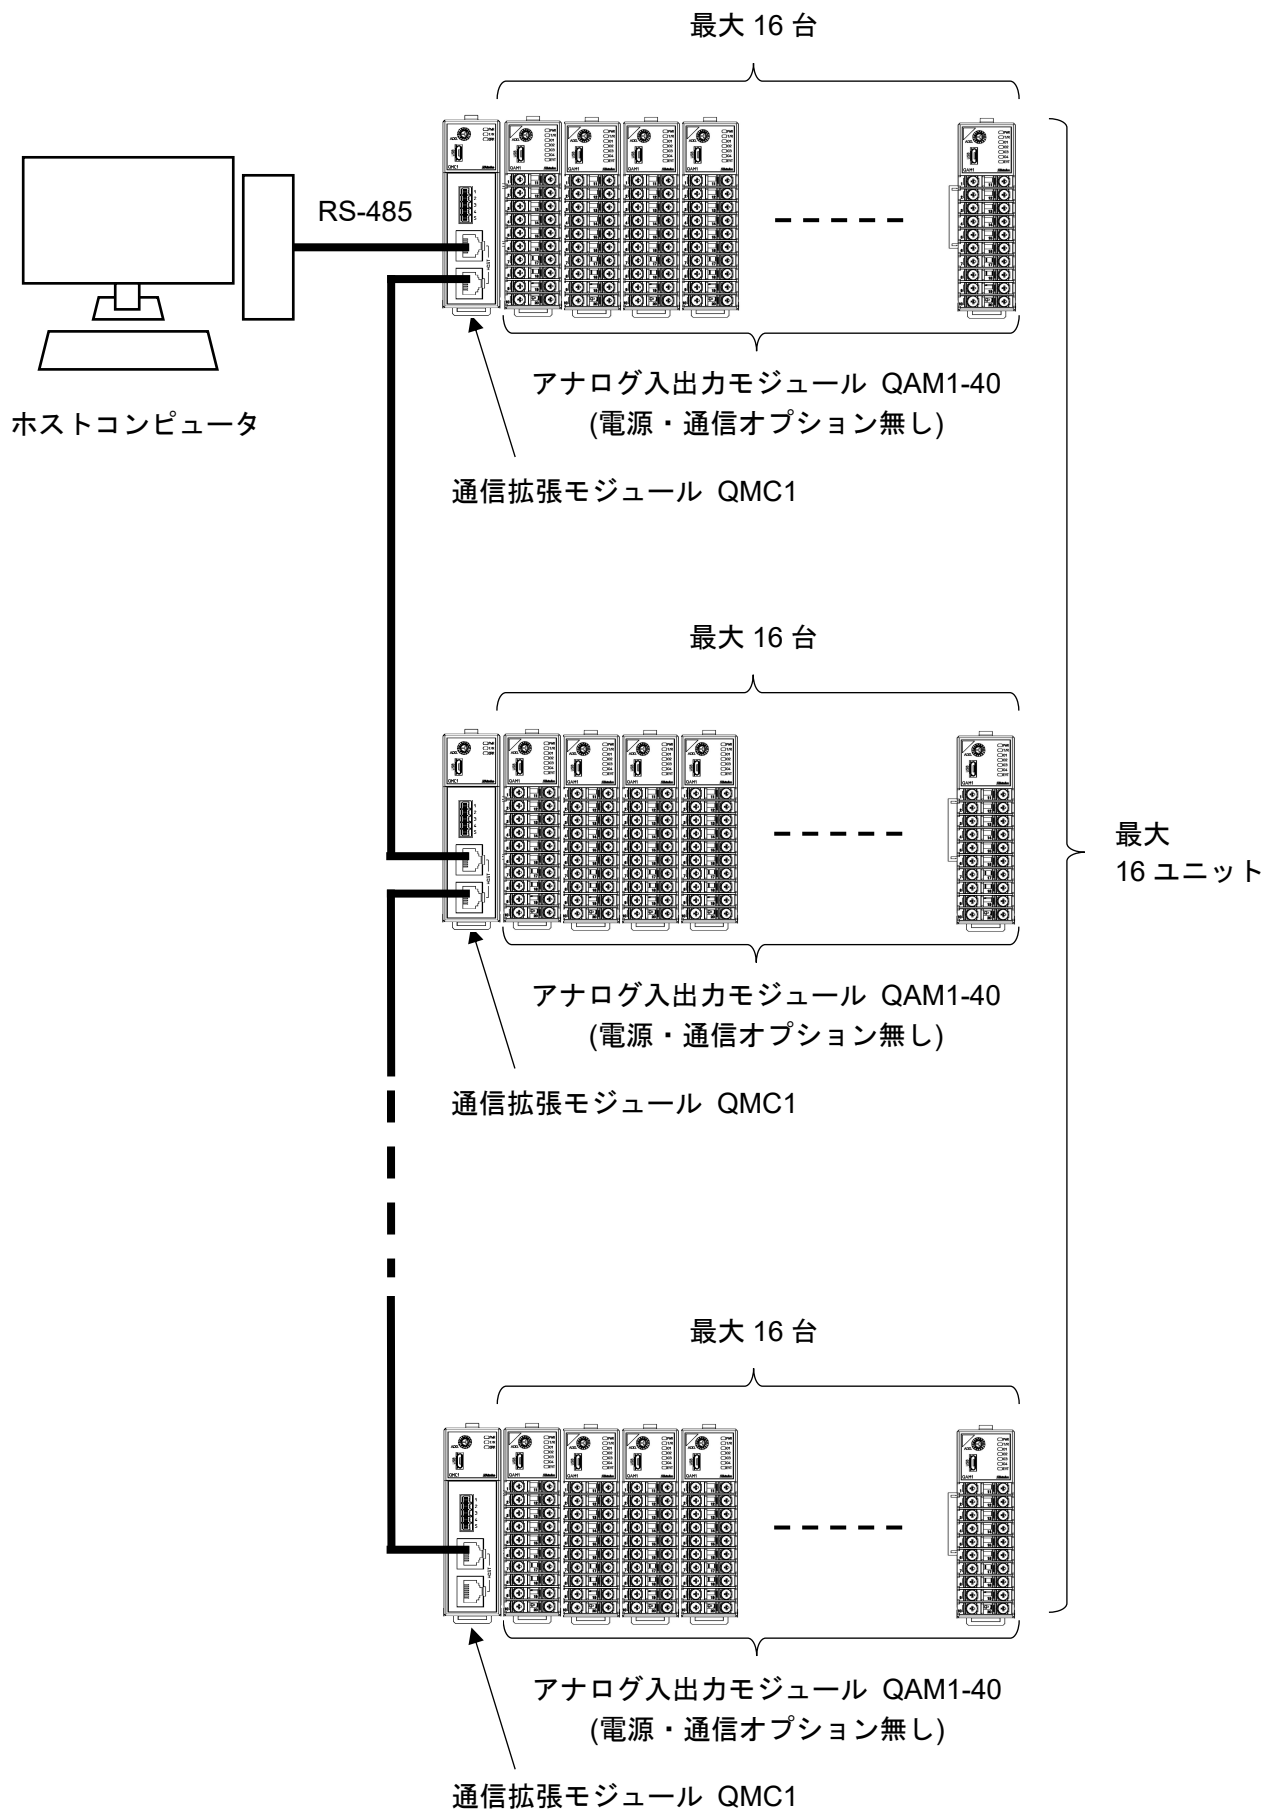 最大 16 台
RS-485
ホストコンピュータ
アナログ入出力モジュール QAM1-40
(電源・通信オプション無し)
通信拡張モジュール QMC1
最大 16 台
最大
16 ユニット
アナログ入出力モジュール QAM1-40
(電源・通信オプション無し)
通信拡張モジュール QMC1
最大 16 台
アナログ入出力モジュール QAM1-40
(電源・通信オプション無し)
通信拡張モジュール QMC1